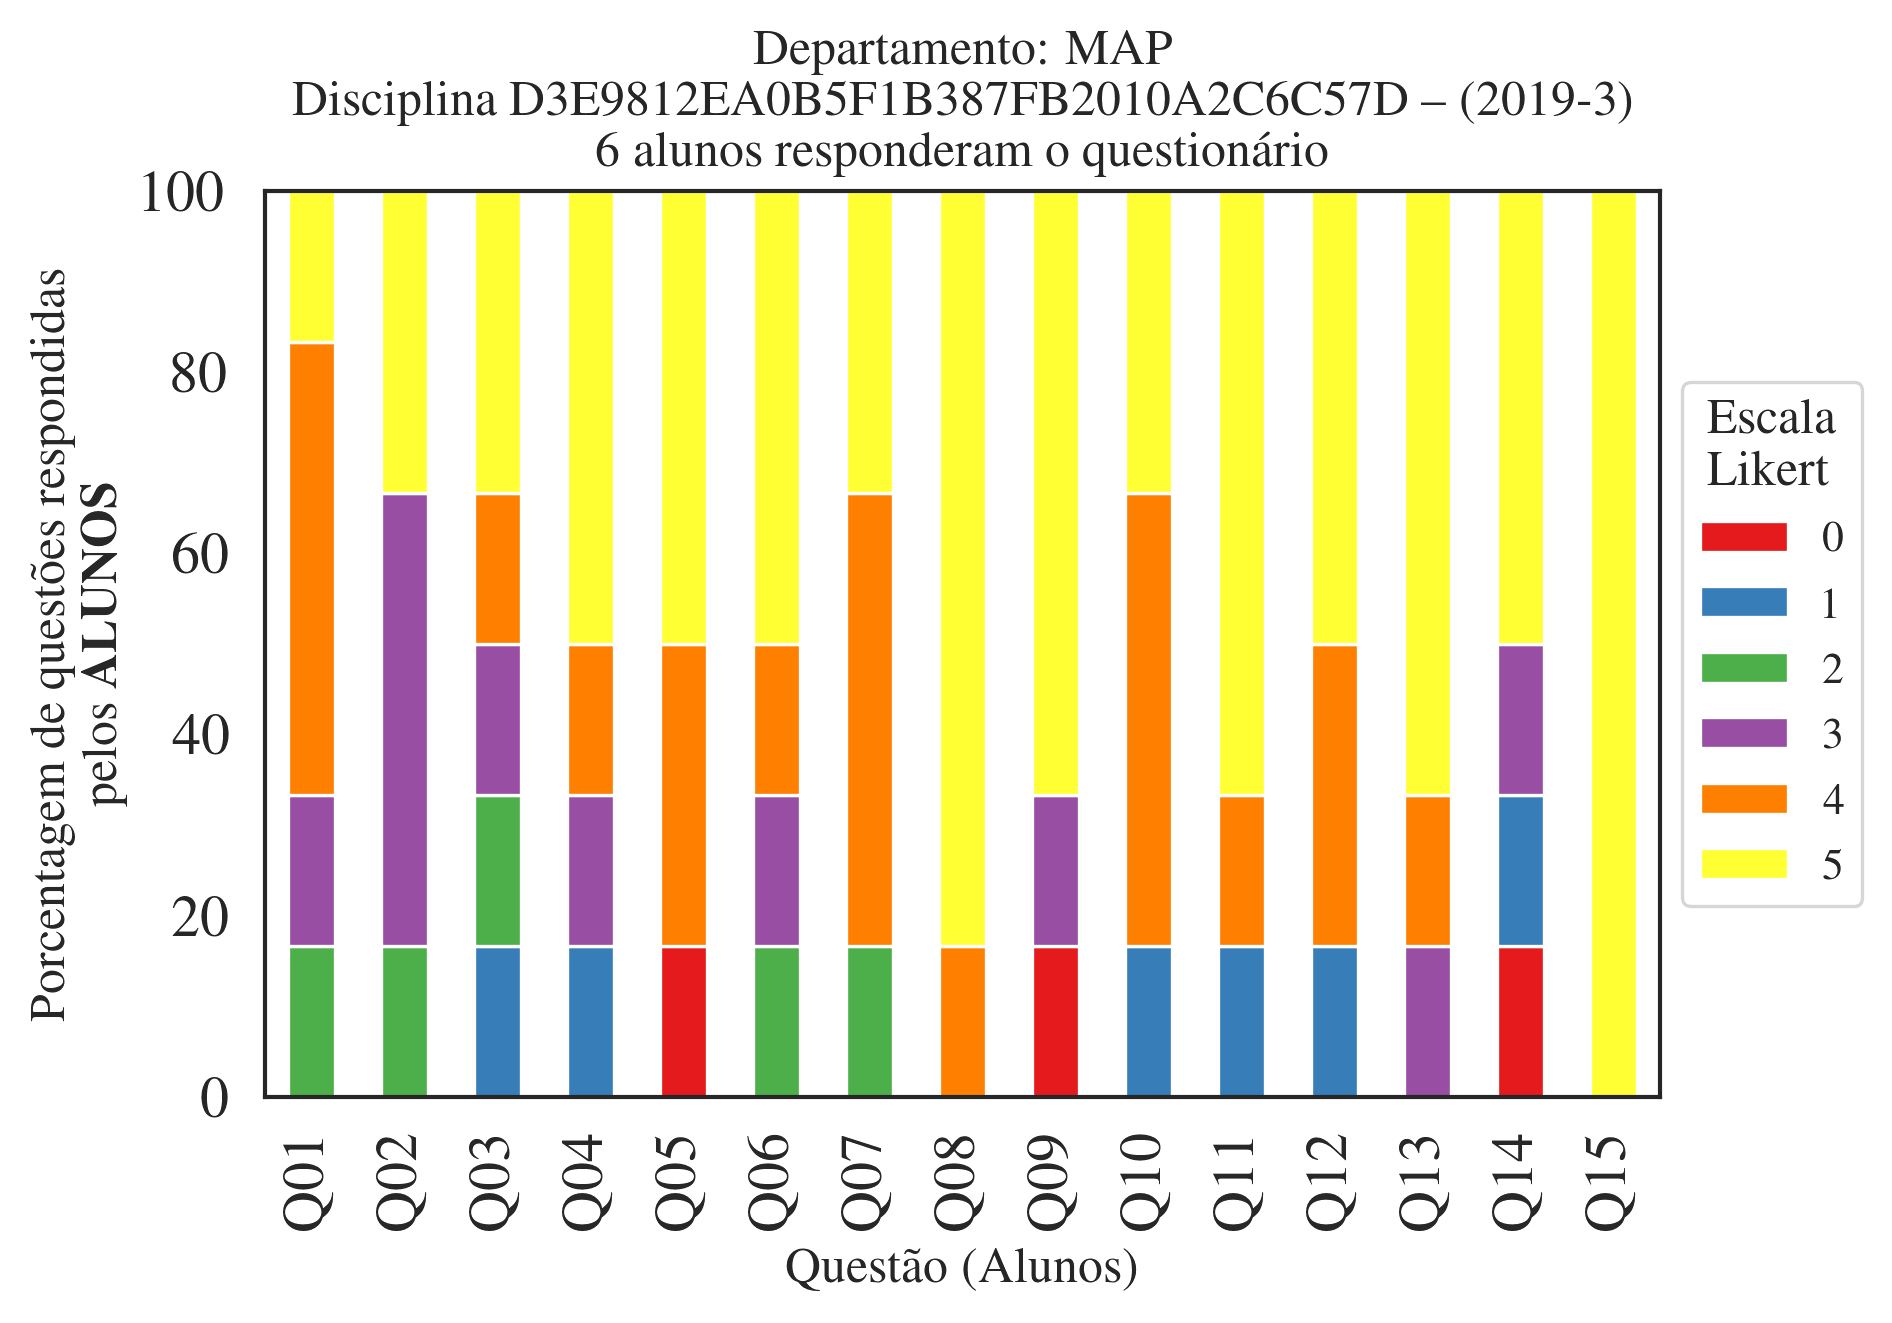 Departamento: MAP
Disciplina D3E9812EA0B5F1B387FB2010A2C6C57D – (2019-3)
6 alunos responderam o questionário
Porcentagem de questões respondidas
pelos ALUNOS
100
80
60
40
20
0
Q01
Q02
Q03
Q04
Q05
Q06
Q07
Q08
Q09
Q10
Q11
Q12
Q13
Q14
Q15
Questão (Alunos)
Escala
Likert
0
1
2
3
4
5